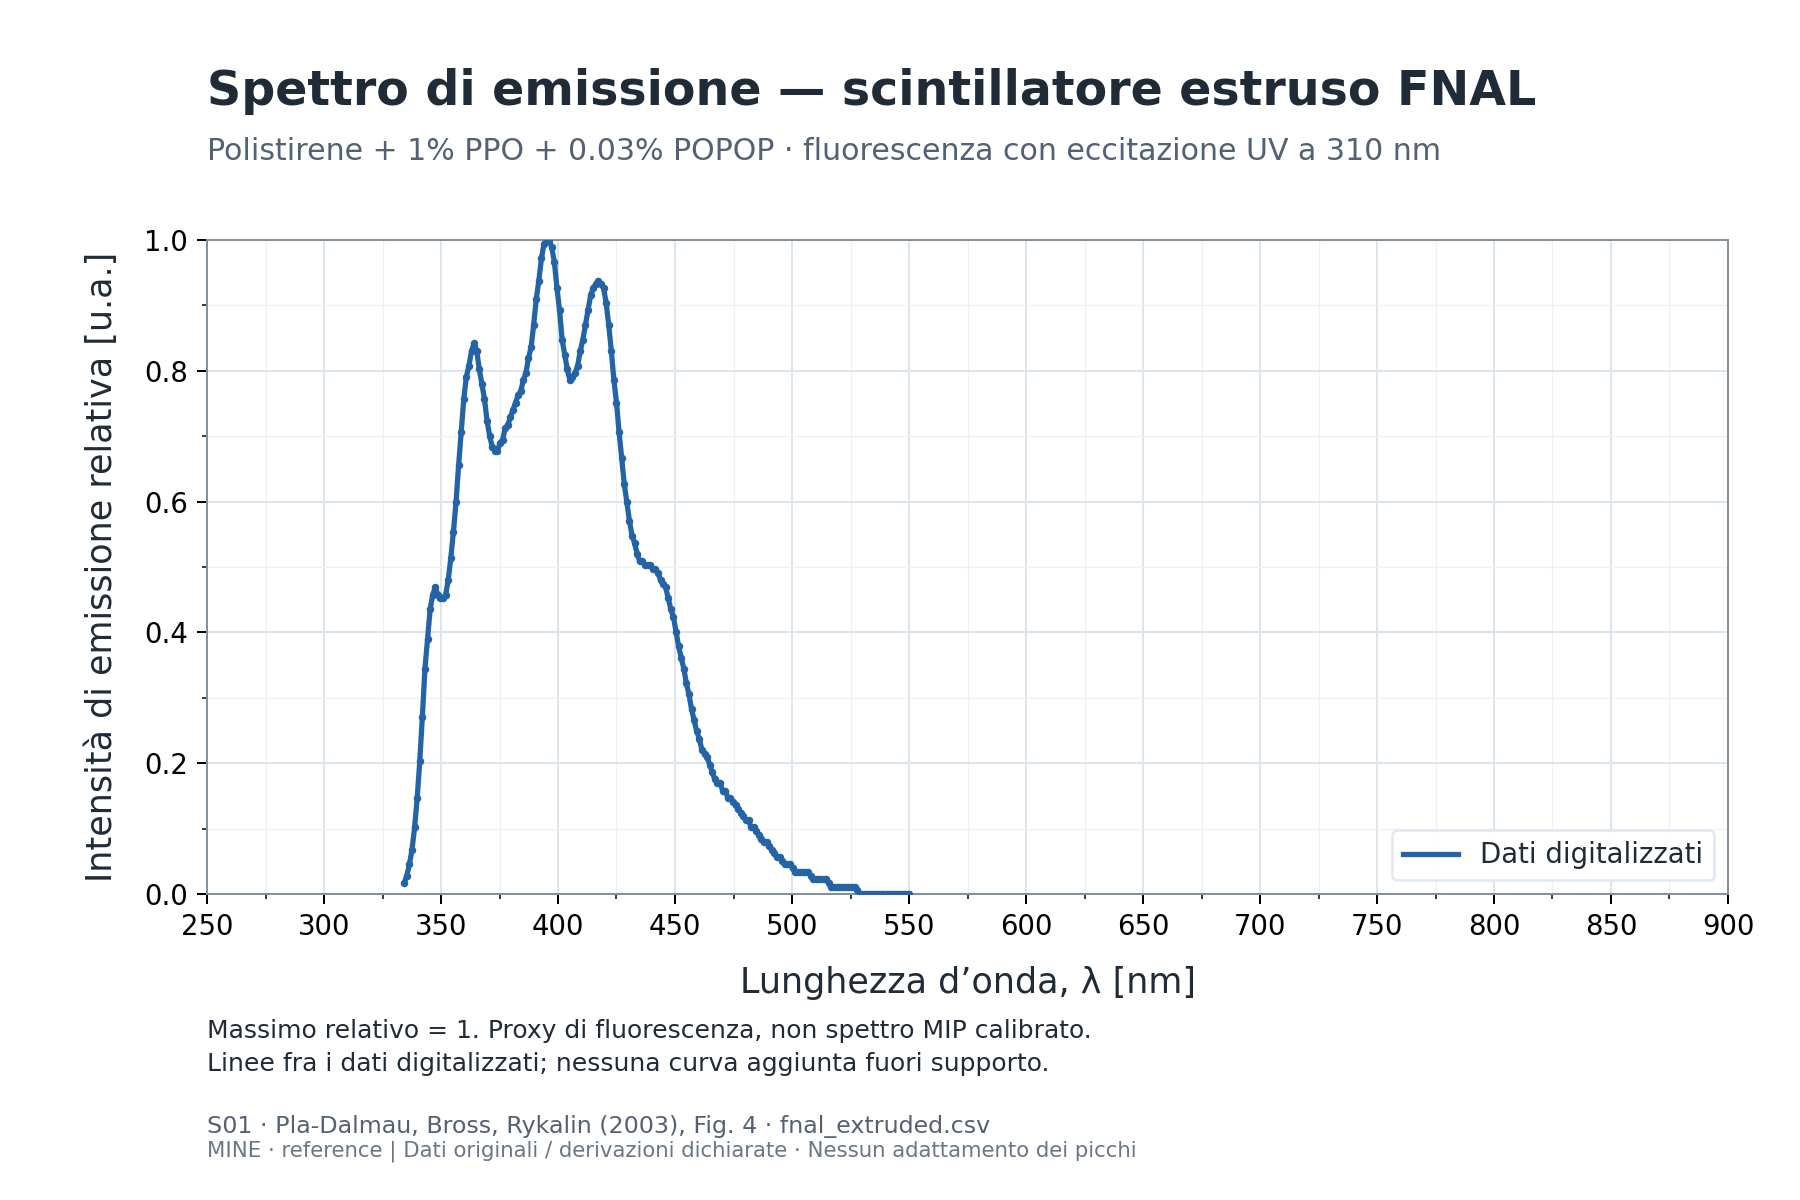 Spettro di emissione — scintillatore estruso FNAL
Polistirene + 1% PPO + 0.03% POPOP · fluorescenza con eccitazione UV a 310 nm
Intensità di emissione relativa [u.a.]
1.0
0.8
0.6
0.4
0.2
0.0
Dati digitalizzati
250 300 350 400 450 500 550 600 650 700 750 800 850 900
Lunghezza d’onda, λ [nm]
Massimo relativo = 1. Proxy di fluorescenza, non spettro MIP calibrato.
Linee fra i dati digitalizzati; nessuna curva aggiunta fuori supporto.
S01 · Pla-Dalmau, Bross, Rykalin (2003), Fig. 4 · fnal_extruded.csv
MINE · reference | Dati originali / derivazioni dichiarate · Nessun adattamento dei picchi